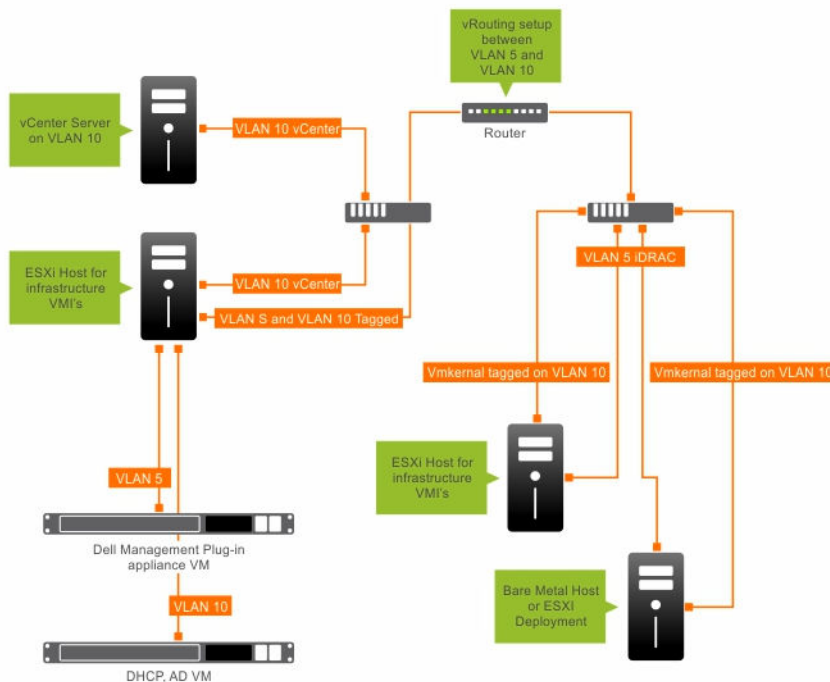 vRouting setup
between
VLAN 5 and
VLAN 10
Router
vCenter Server
on VLAN 10
VLAN 10 vCenter
ESXi Host for
infrastructure
VMI's
VLAN 10 vCenter
VLAN S and VLAN 10 Tagged
VLAN 5 iDRAC
Vmkernal tagged on VLAN 10
Vmkernal tagged on VLAN 10
ESXi Host for
infrastructure
VMI's
VLAN 5
Dell Management Plug-in
appliance VM
VLAN 10
Bare Metal Host
or ESXI
Deployment
DHCP, AD VM